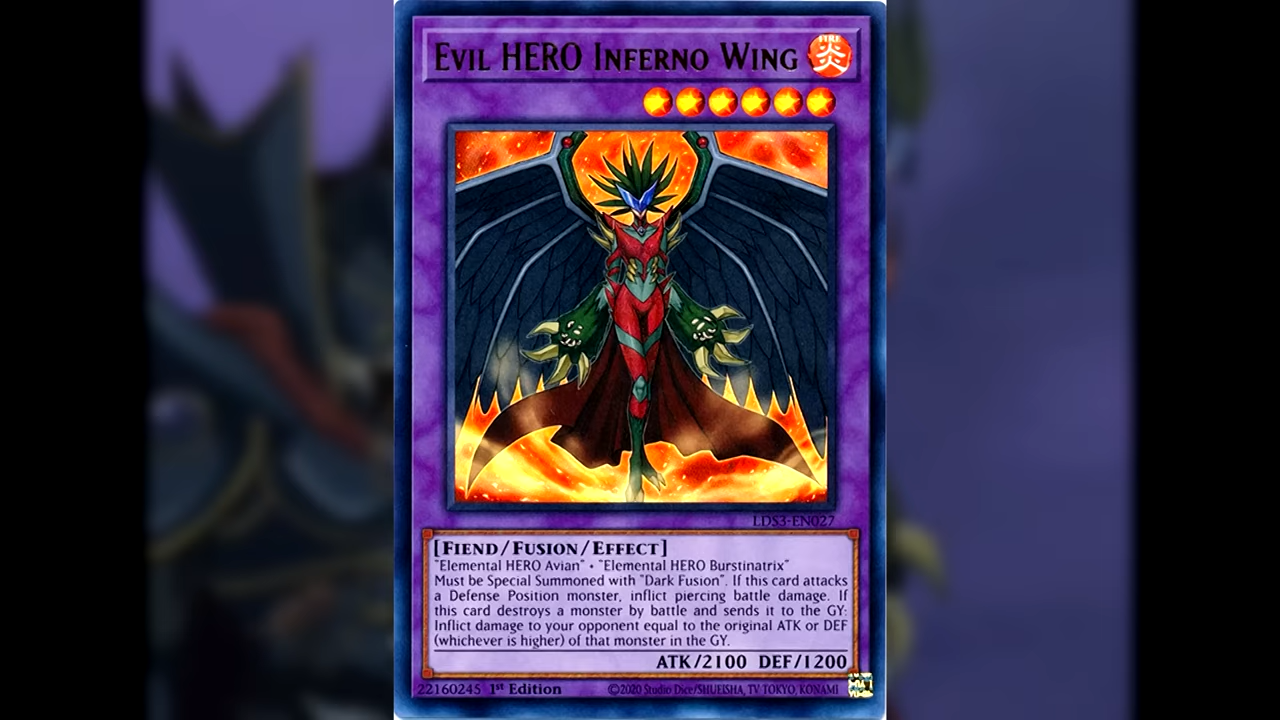 Evil HERO Inferno Wing
FIRE
炎
LDS3-EN027
[Fiend/Fusion/Effect]
"Elemental HERO Avian" • "Elemental HERO Burstinatrix"
Must be Special Summoned with "Dark Fusion". If this card attacks
a Defense Position monster, inflict piercing battle damage. If
this card destroys a monster by battle and sends it to the GY:
Inflict damage to your opponent equal to the original ATK or DEF
(whichever is higher) of that monster in the GY.
ATK/2100 DEF/1200
22160245 1st Edition ©2020 Studio Dice/SHUEISHA, TV TOKYO, KONAMI